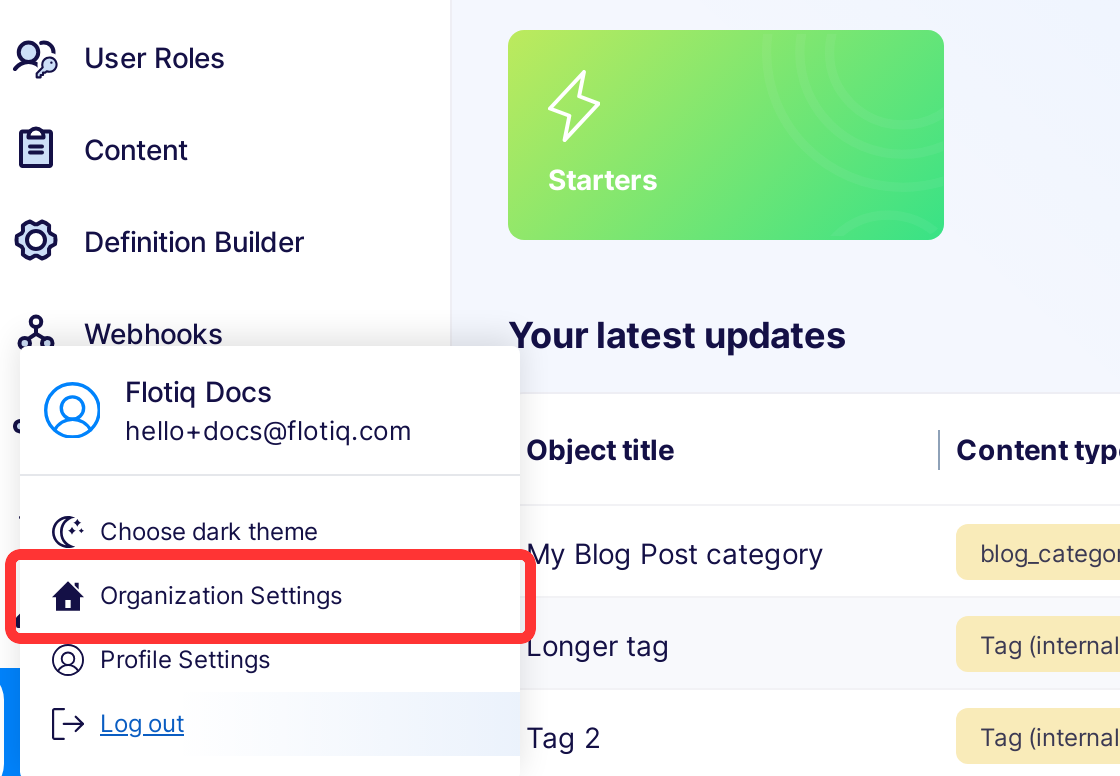 User Roles
Content
Definition Builder
Webhooks
Flotiq Docs
hello+docs@flotiq.com
Choose dark theme
Organization Settings
Profile Settings
Log out
Starters
Your latest updates
Object title
Content type
My Blog Post category
blog_categor
Longer tag
Tag (internal
Tag 2
Tag (internal